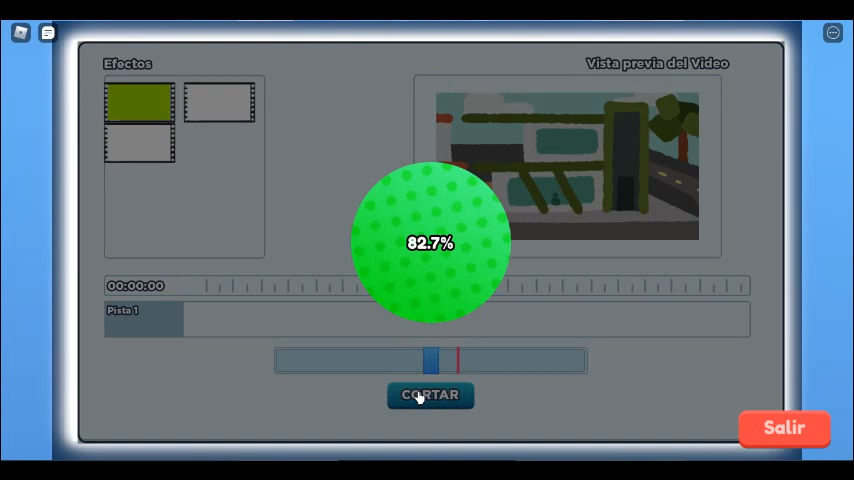 Efectos
Vista previa del Video
82.7%
00:00:00
Pista 1
CORTAR
Salir